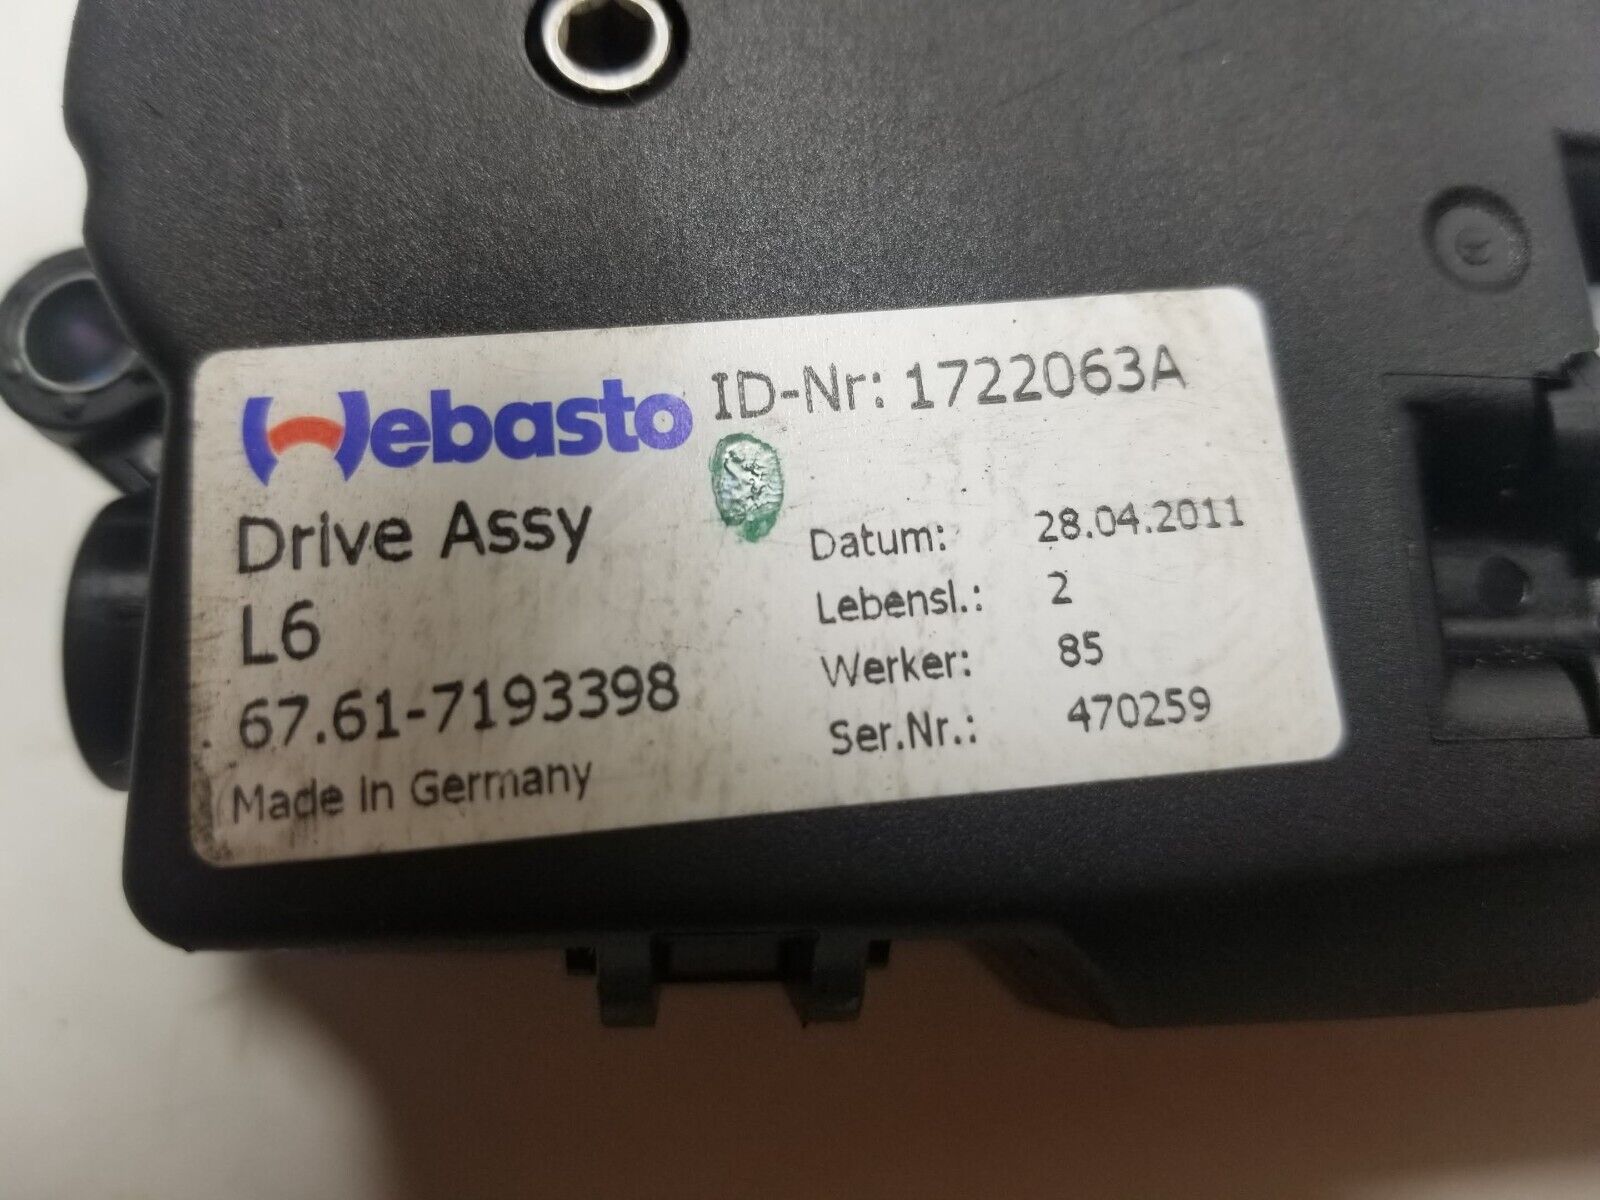 Webasto
ID-Nr: 1722063A
Drive Assy
L6
67.61-7193398
Made in Germany
Datum: 28.04.2011
Lebensl.: 2
Werker: 85
Ser.Nr.: 470259